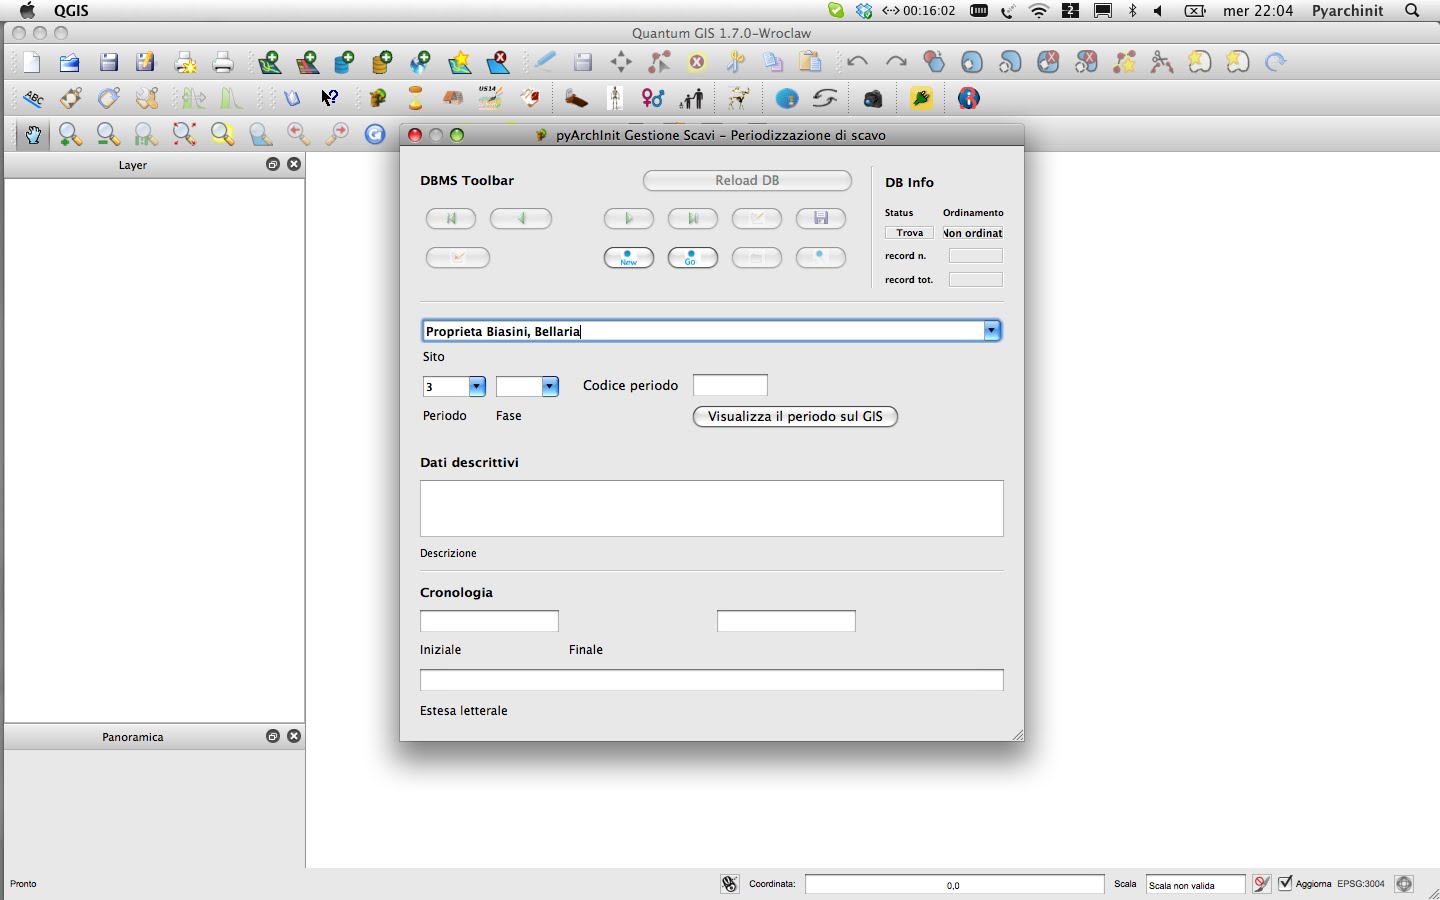 QGIS
00:16:02
2
mer 22:04
Pyarchinit
Quantum GIS 1.7.0-Wroclaw
ABC
US14
Layer
Panoramica
pyArchInit Gestione Scavi - Periodizzazione di scavo
DBMS Toolbar
Reload DB
DB Info
Status
Ordinamento
Trova
Non ordinat
New
Go
record n.
record tot.
Proprieta Biasini, Bellaria
Sito
3
Codice periodo
Periodo
Fase
Visualizza il periodo sul GIS
Dati descrittivi
Descrizione
Cronologia
Iniziale
Finale
Estesa letterale
Pronto
Coordinata:
0,0
Scala
Scala non valida
Aggiorna
EPSG:3004